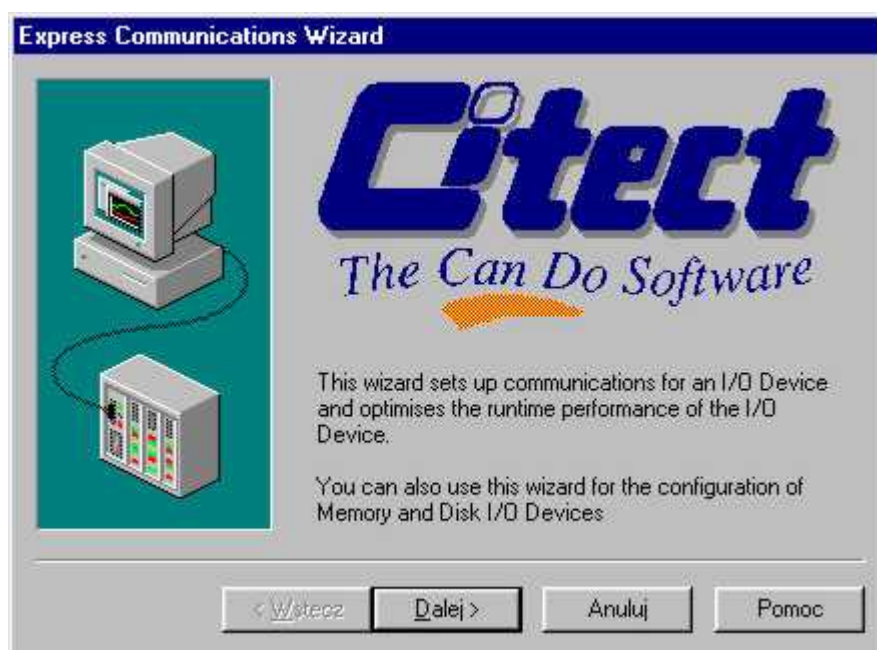 Express Communications Wizard
Citect
The Can Do Software
This wizard sets up communications for an I/O Device
and optimises the runtime performance of the I/O
Device.
You can also use this wizard for the configuration of
Memory and Disk I/O Devices
< Wstecz Dalej > Anuluj Pomoc